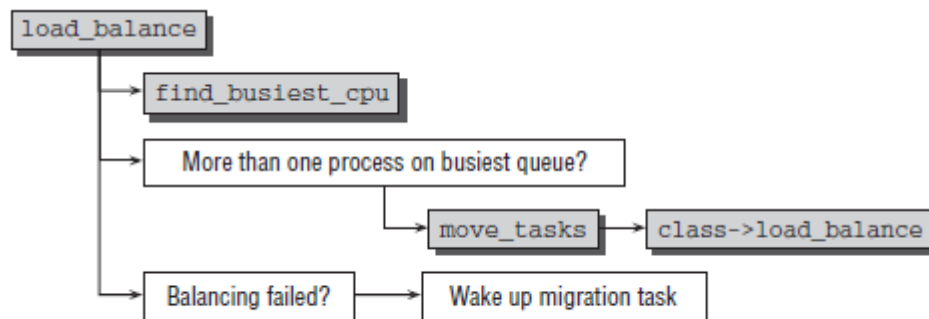 load_balance
find_busiest_cpu
More than one process on busiest queue?
move_tasks
class->load_balance
Balancing failed?
Wake up migration task